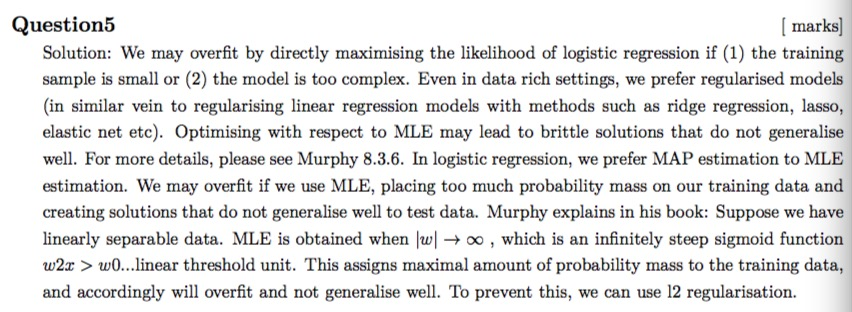 Question5 [ marks]
Solution: We may overfit by directly maximising the likelihood of logistic regression if (1) the training
sample is small or (2) the model is too complex. Even in data rich settings, we prefer regularised models
(in similar vein to regularising linear regression models with methods such as ridge regression, lasso,
elastic net etc). Optimising with respect to MLE may lead to brittle solutions that do not generalise
well. For more details, please see Murphy 8.3.6. In logistic regression, we prefer MAP estimation to MLE
estimation. We may overfit if we use MLE, placing too much probability mass on our training data and
creating solutions that do not generalise well to test data. Murphy explains in his book: Suppose we have
linearly separable data. MLE is obtained when |w| → ∞ , which is an infinitely steep sigmoid function
w2x > w0...linear threshold unit. This assigns maximal amount of probability mass to the training data,
and accordingly will overfit and not generalise well. To prevent this, we can use l2 regularisation.